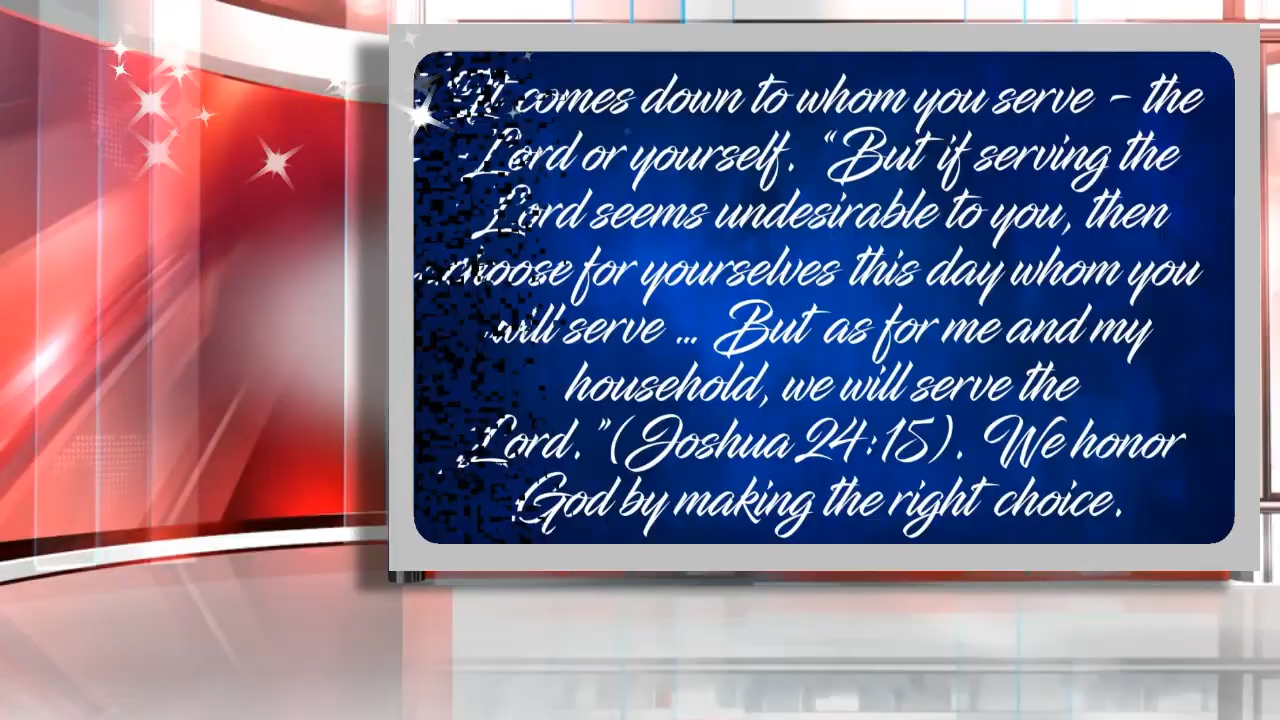 It comes down to whom you serve – the
Lord or yourself. “But if serving the
Lord seems undesirable to you, then
choose for yourselves this day whom you
will serve ... But as for me and my
household, we will serve the
Lord.”(Joshua 24:15). We honor
God by making the right choice.